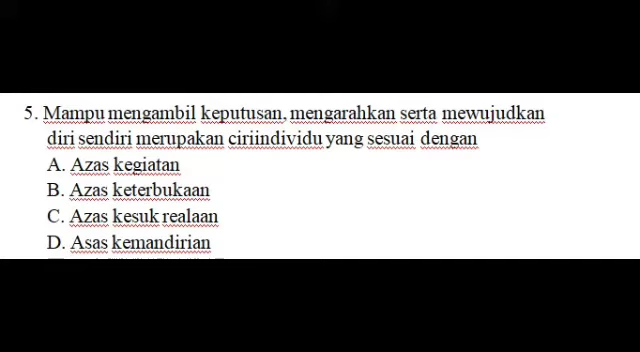 5. Mampu mengambil keputusan, mengarahkan serta mewujudkan
diri sendiri merupakan ciriindividu yang sesuai dengan
A. Azas kegiatan
B. Azas keterbukaan
C. Azas kesuk realaan
D. Asas kemandirian